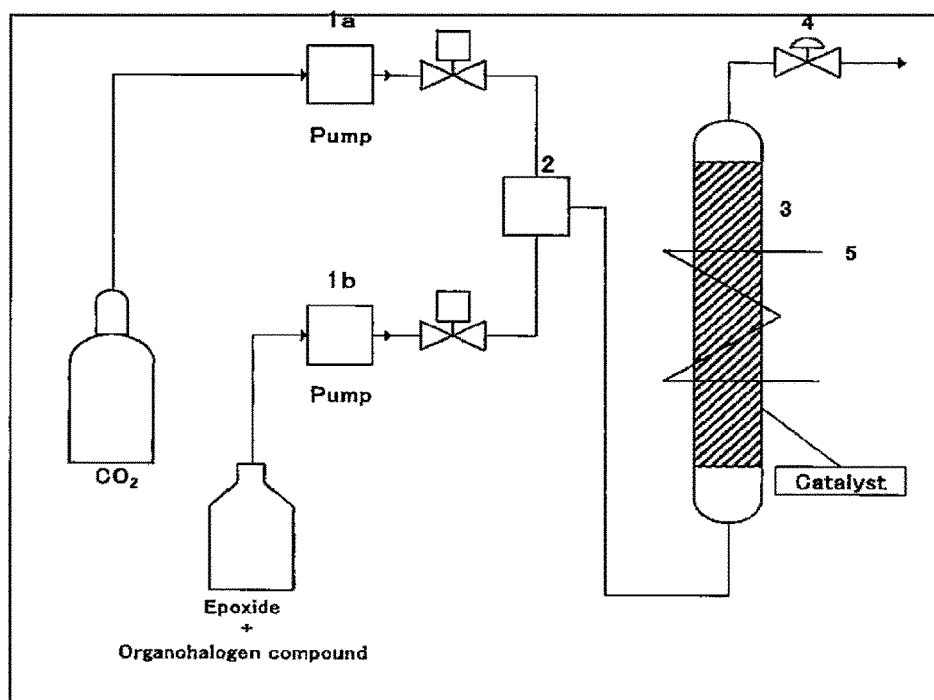 1a
4
Pump
2
3
5
1b
Pump
CO₂
Catalyst
Epoxide
+
Organohalogen compound